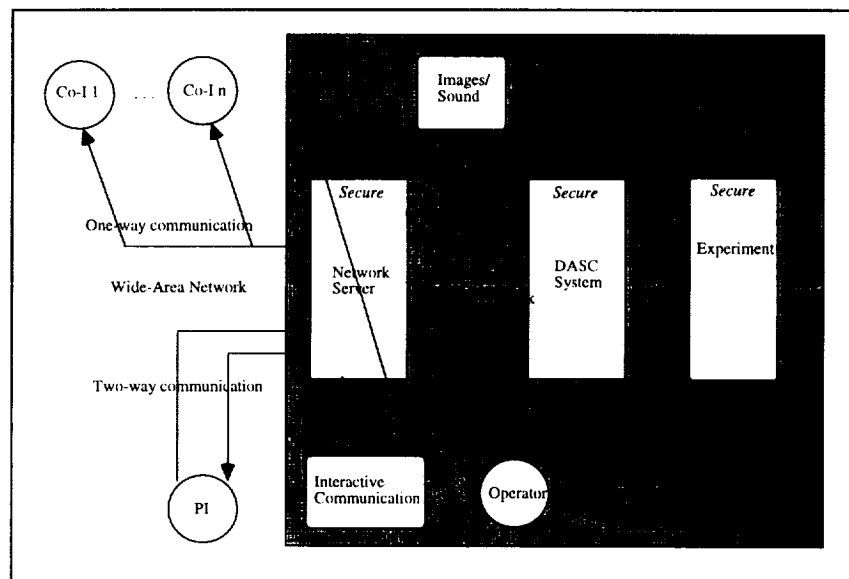 Co-I 1 ... Co-I n
Images/
Sound
Secure
Secure
Secure
One-way communication
Network
Server
DASC
System
Experiment
Wide-Area Network
Two-way communication
Interactive
Communication
Operator
PI